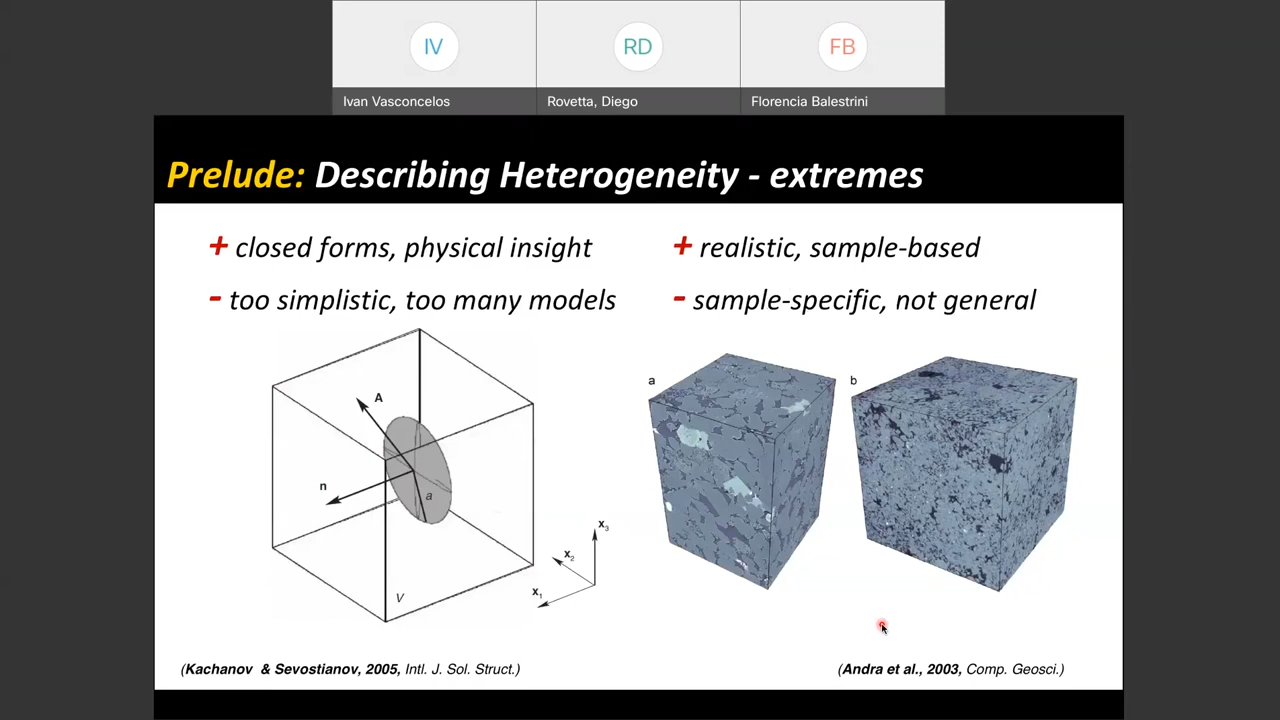 IV
RD
FB
Ivan Vasconcelos
Rovetta, Diego
Florencia Balestrini
Prelude: Describing Heterogeneity - extremes
+ closed forms, physical insight
- too simplistic, too many models
+ realistic, sample-based
- sample-specific, not general
A
n
a
V
x3
x2
x1
a
b
(Kachanov & Sevostianov, 2005, Intl. J. Sol. Struct.)
(Andra et al., 2003, Comp. Geosci.)